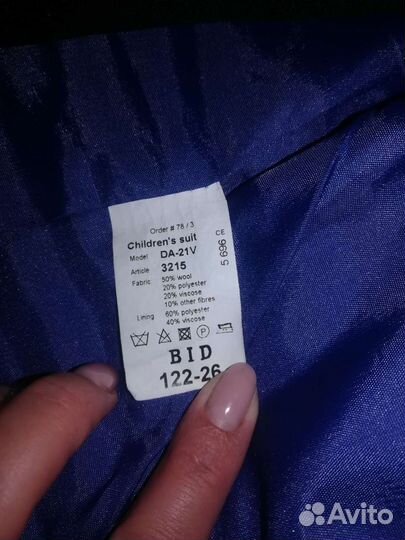 Order # 78 / 3
Children's suit
Model DA-21V
Article 3215
Fabric: 50% wool
20% polyester
20% viscose
10% other fibres
Lining: 60% polyester
40% viscose
5 696 CE
P
BID
122-26
Avito